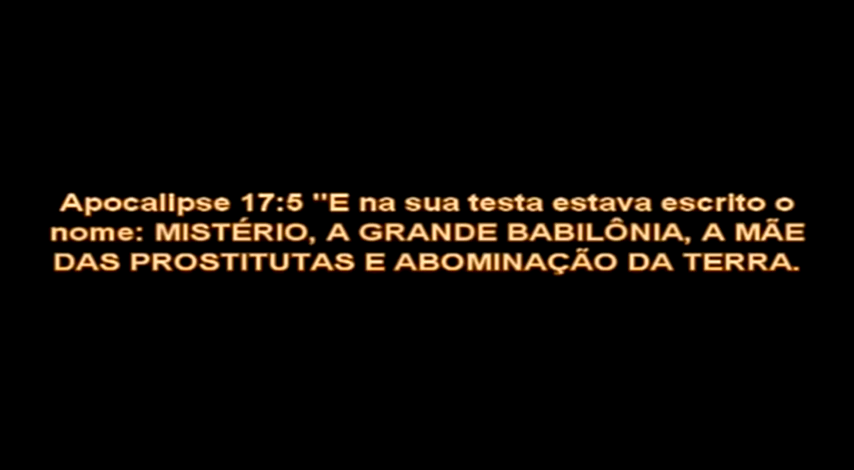 Apocalipse 17:5 "E na sua testa estava escrito o
nome: MISTÉRIO, A GRANDE BABILÔNIA, A MÃE
DAS PROSTITUTAS E ABOMINAÇÃO DA TERRA.